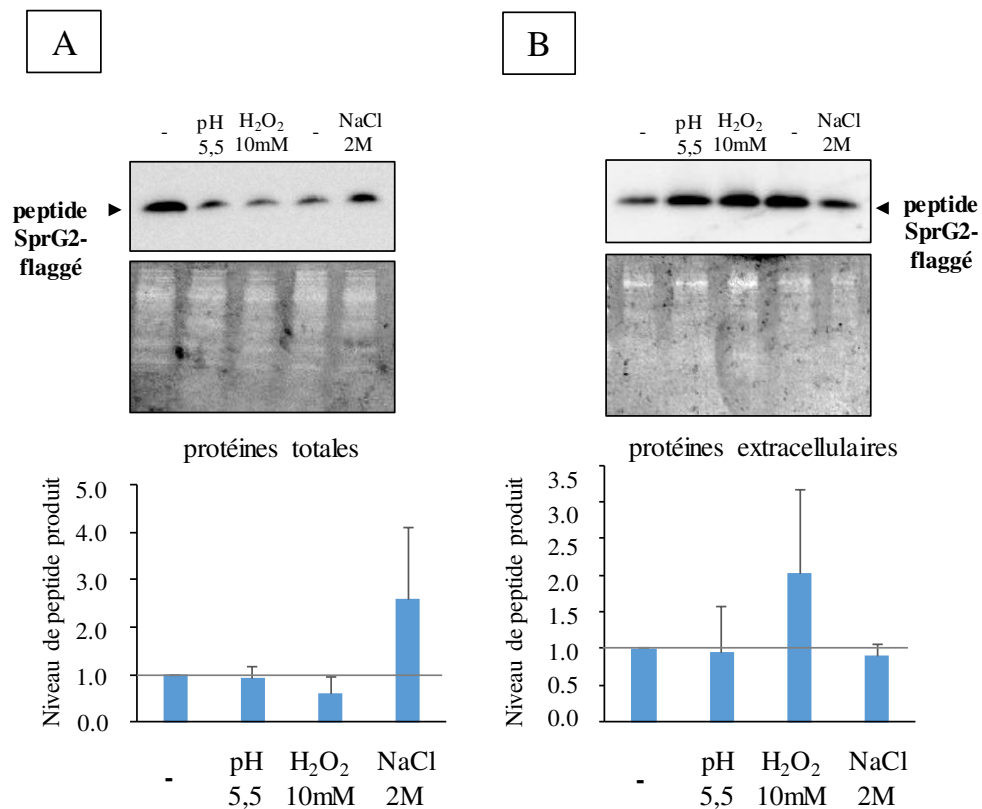 A
B
- pH 5,5 H₂O₂ 10mM - NaCl 2M
peptide SprG2-flaggé
- pH 5,5 H₂O₂ 10mM - NaCl 2M
peptide SprG2-flaggé
protéines totales
protéines extracellulaires
Niveau de peptide produit
5.0
4.0
3.0
2.0
1.0
0.0
- pH 5,5 H₂O₂ 10mM NaCl 2M
Niveau de peptide produit
3.5
3.0
2.5
2.0
1.5
1.0
0.5
0.0
- pH 5,5 H₂O₂ 10mM NaCl 2M